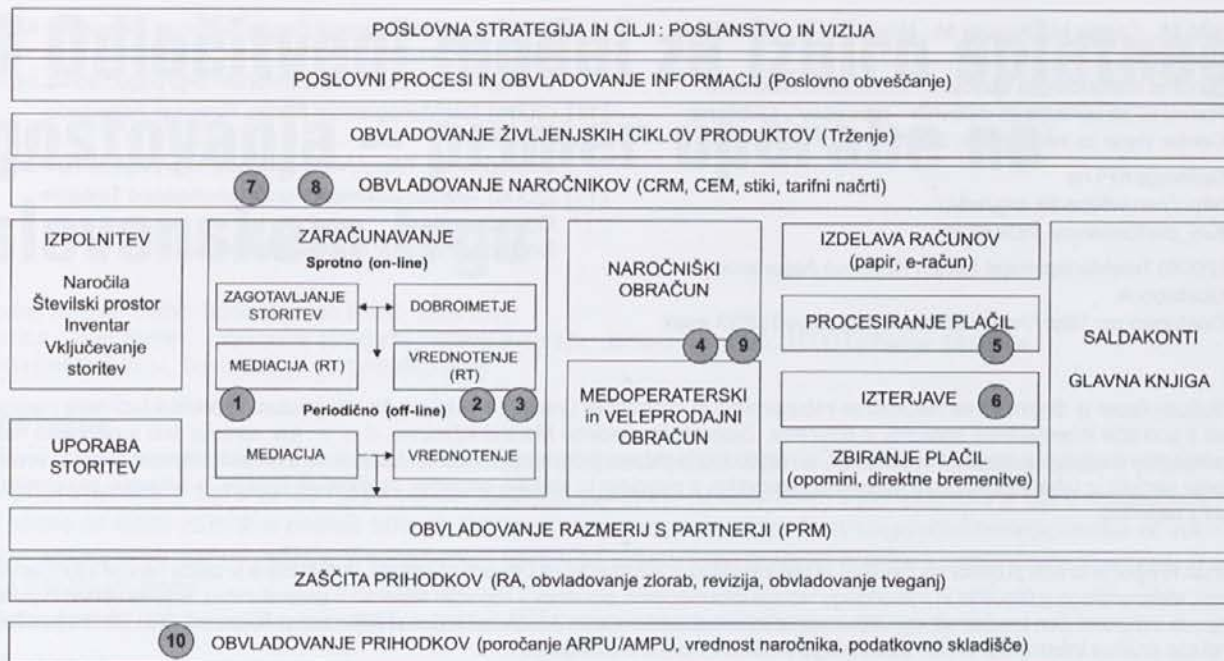 POSLOVNA STRATEGIJA IN CILJI: POSLANSTVO IN VIZIJA
POSLOVNI PROCESI IN OBVLADOVANJE INFORMACIJ (Poslovno obveščanje)
OBVLADOVANJE ŽIVLJENJSKIH CIKLOV PRODUKTOV (Trženje)
7 8 OBVLADOVANJE NAROČNIKOV (CRM, CEM, stiki, tarifni načrti)
IZPOLNITEV
Naročila
Številski prostor
Inventar
Vključevanje
storitev
UPORABA
STORITEV
ZARAČUNAVANJE
Sprotno (on-line)
ZAGOTAVLJANJE
STORITEV
DOBROIMETJE
MEDIACIJA (RT)
VREDNOTENJE
(RT)
1 Periodično (off-line) 2 3
MEDIACIJA
VREDNOTENJE
NAROČNIŠKI
OBRAČUN
4 9
MEDOPERATERSKI
in VELEPRODAJNI
OBRAČUN
IZDELAVA RAČUNOV
(papir, e-račun)
PROCESIRANJE PLAČIL
5
IZTERJAVE 6
ZBIRANJE PLAČIL
(opomini, direktne bremenitve)
SALDAKONTI
GLAVNA KNJIGA
OBVLADOVANJE RAZMERIJ S PARTNERJI (PRM)
ZAŠČITA PRIHODKOV (RA, obvladovanje zlorab, revizija, obvladovanje tveganj)
10 OBVLADOVANJE PRIHODKOV (poročanje ARPU/AMPU, vrednost naročnika, podatkovno skladišče)